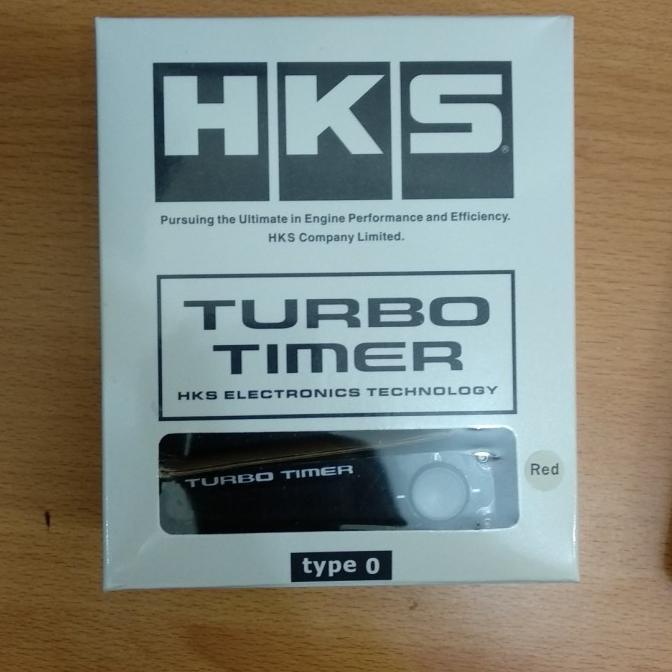 HKS®
Pursuing the Ultimate in Engine Performance and Efficiency.
HKS Company Limited.
TURBO
TIMER
HKS ELECTRONICS TECHNOLOGY
TURBO TIMER
Red
type 0